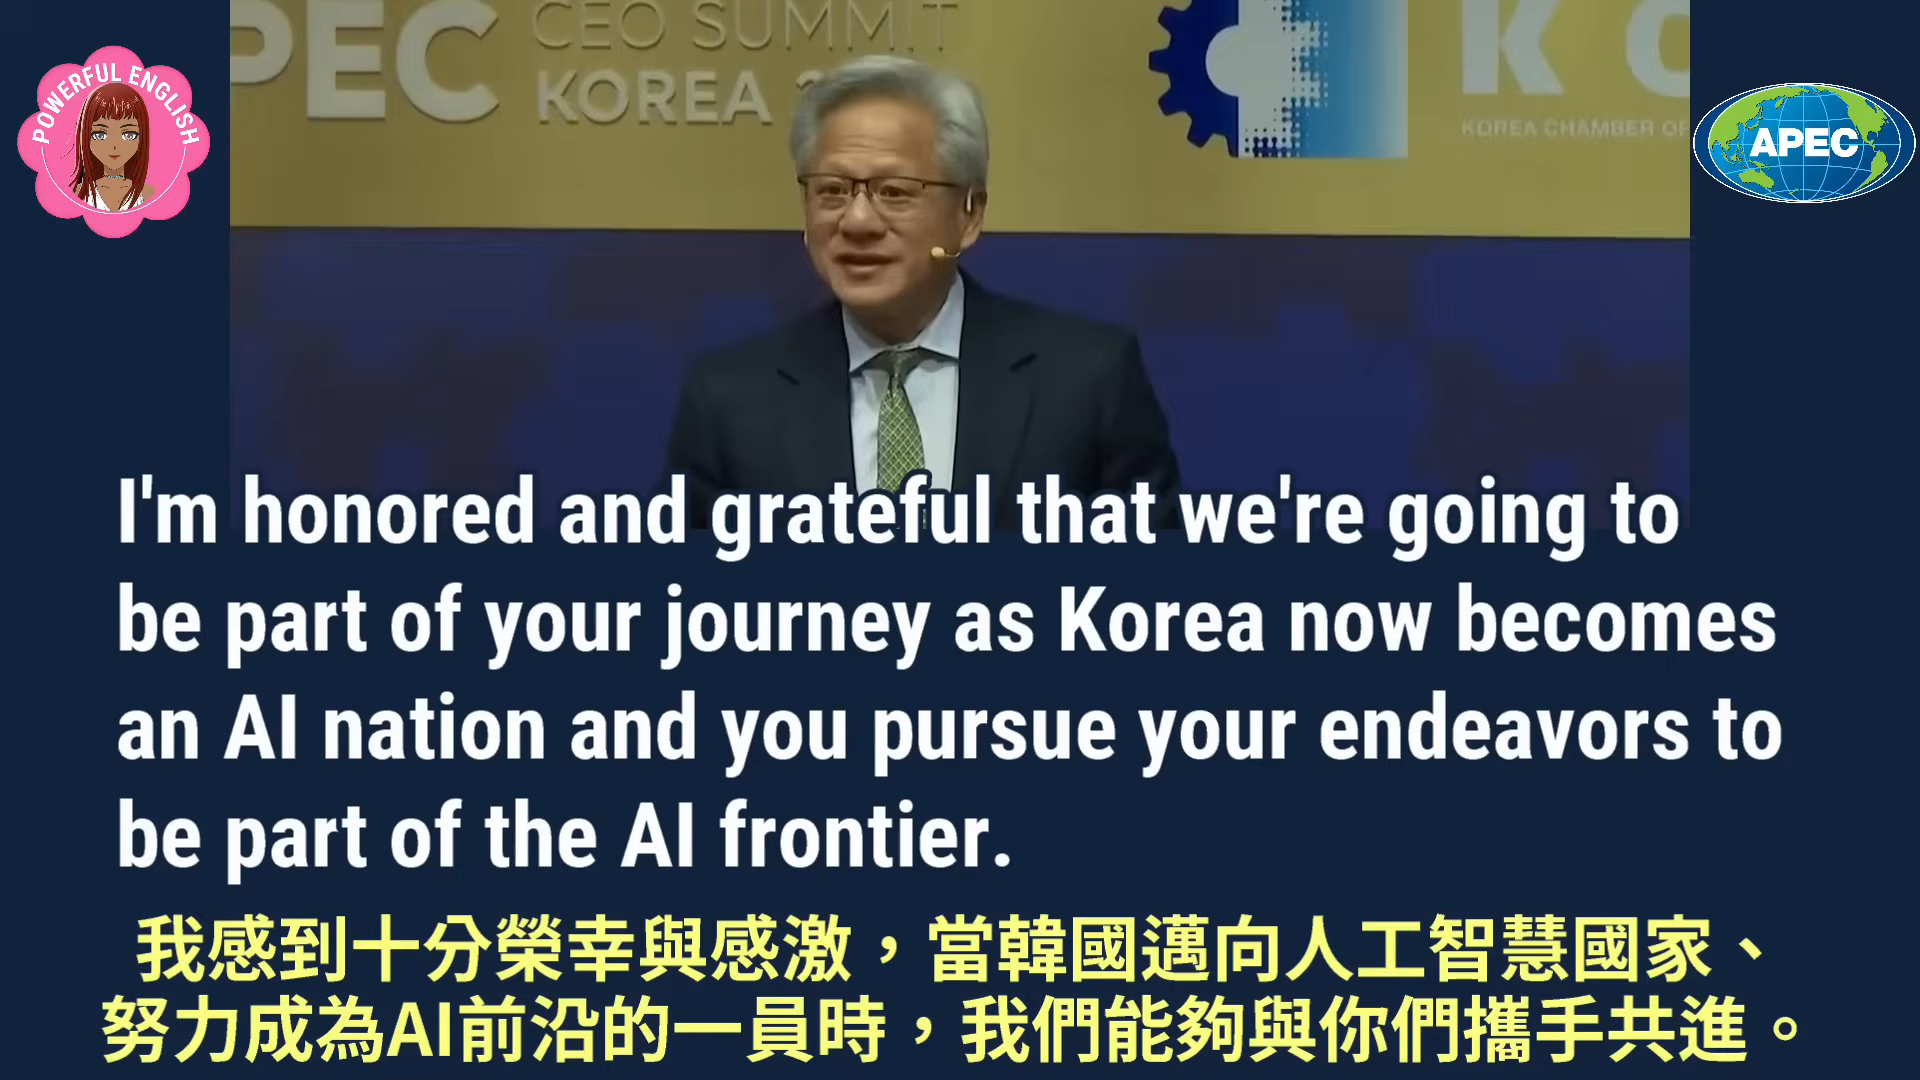 POWERFUL ENGLISH
PEC
CEO SUMMIT
KOREA
KO
KOREA CHAMBER OF
APEC
I'm honored and grateful that we're going to
be part of your journey as Korea now becomes
an AI nation and you pursue your endeavors to
be part of the AI frontier.
我感到十分榮幸與感激，當韓國邁向人工智慧國家、
努力成為AI前沿的一員時，我們能夠與你們攜手共進。